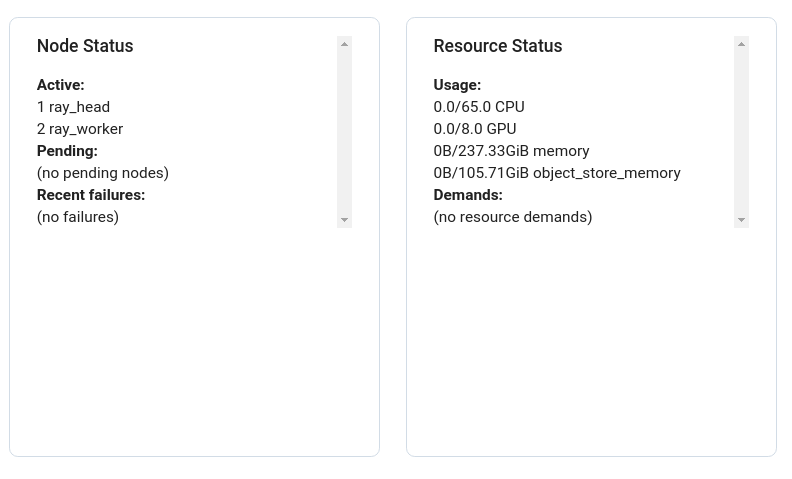 Node Status
Active:
1 ray_head
2 ray_worker
Pending:
(no pending nodes)
Recent failures:
(no failures)
Resource Status
Usage:
0.0/65.0 CPU
0.0/8.0 GPU
0B/237.33GiB memory
0B/105.71GiB object_store_memory
Demands:
(no resource demands)